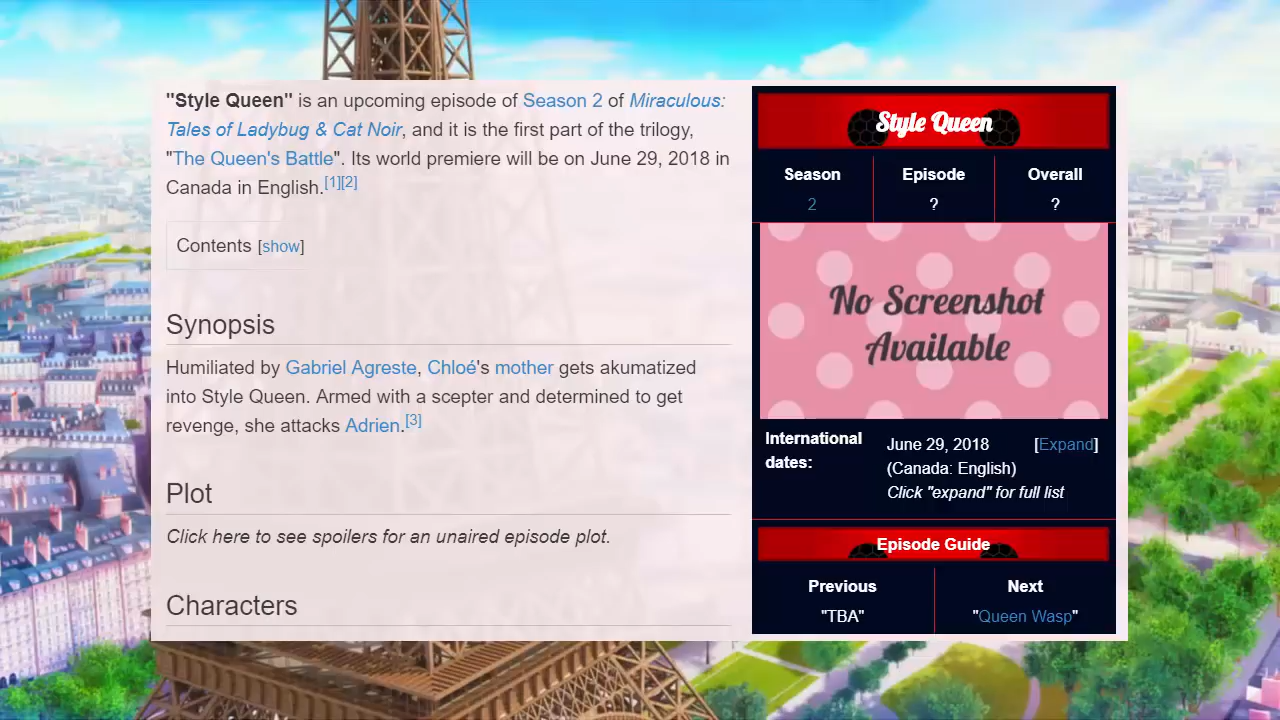 "Style Queen" is an upcoming episode of Season 2 of Miraculous:
Tales of Ladybug & Cat Noir, and it is the first part of the trilogy,
"The Queen's Battle". Its world premiere will be on June 29, 2018 in
Canada in English.[1][2]
Contents [show]
Synopsis
Humiliated by Gabriel Agreste, Chloé's mother gets akumatized
into Style Queen. Armed with a scepter and determined to get
revenge, she attacks Adrien.[3]
Plot
Click here to see spoilers for an unaired episode plot.
Characters
Style Queen
Season Episode Overall
2 ? ?
No Screenshot
Available
International
dates:
June 29, 2018 [Expand]
(Canada: English)
Click "expand" for full list
Episode Guide
Previous Next
"TBA" "Queen Wasp"